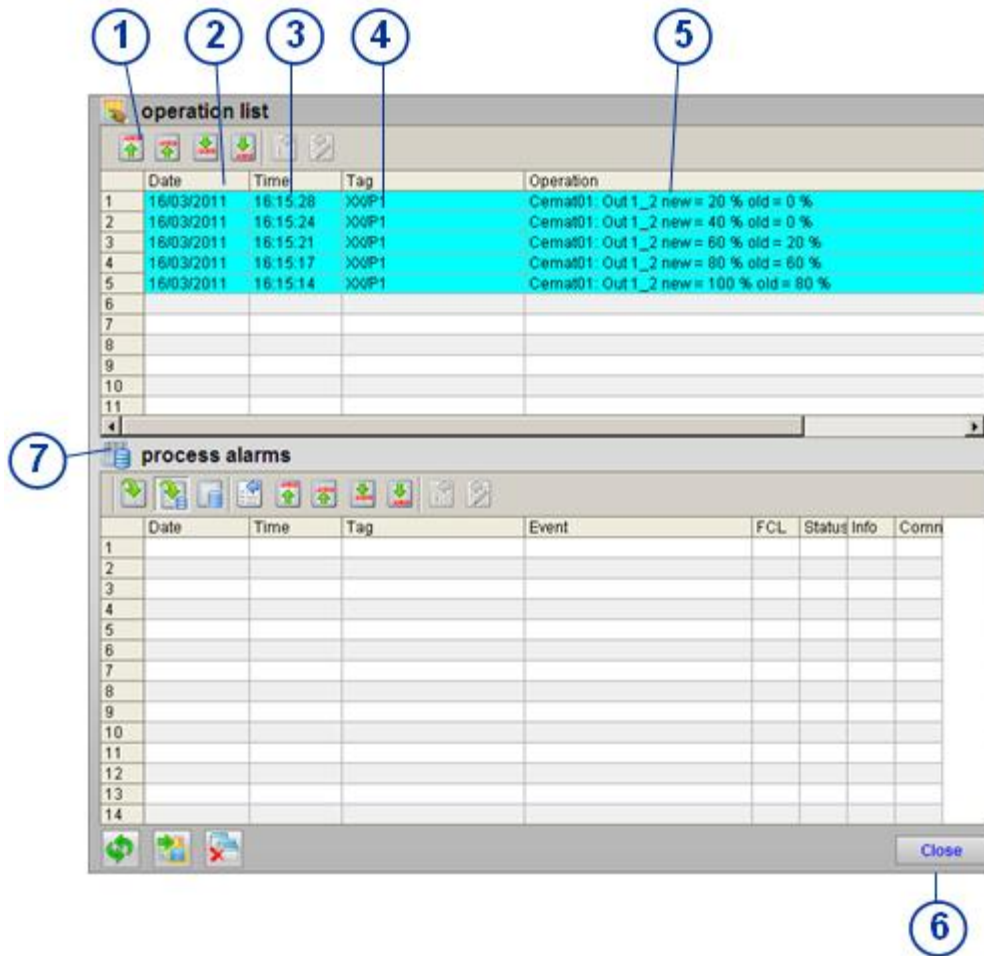 1 2 3 4 5
operation list
Date Time Tag Operation
1 16/03/2011 16:15:28 XX/P1 Cemat01: Out 1_2 new = 20 % old = 0 %
2 16/03/2011 16:15:24 XX/P1 Cemat01: Out 1_2 new = 40 % old = 0 %
3 16/03/2011 16:15:21 XX/P1 Cemat01: Out 1_2 new = 60 % old = 20 %
4 16/03/2011 16:15:17 XX/P1 Cemat01: Out 1_2 new = 80 % old = 60 %
5 16/03/2011 16:15:14 XX/P1 Cemat01: Out 1_2 new = 100 % old = 80 %
6
7
8
9
10
11
7 process alarms
Date Time Tag Event FCL Status Info Comn
1
2
3
4
5
6
7
8
9
10
11
12
13
14
Close
6